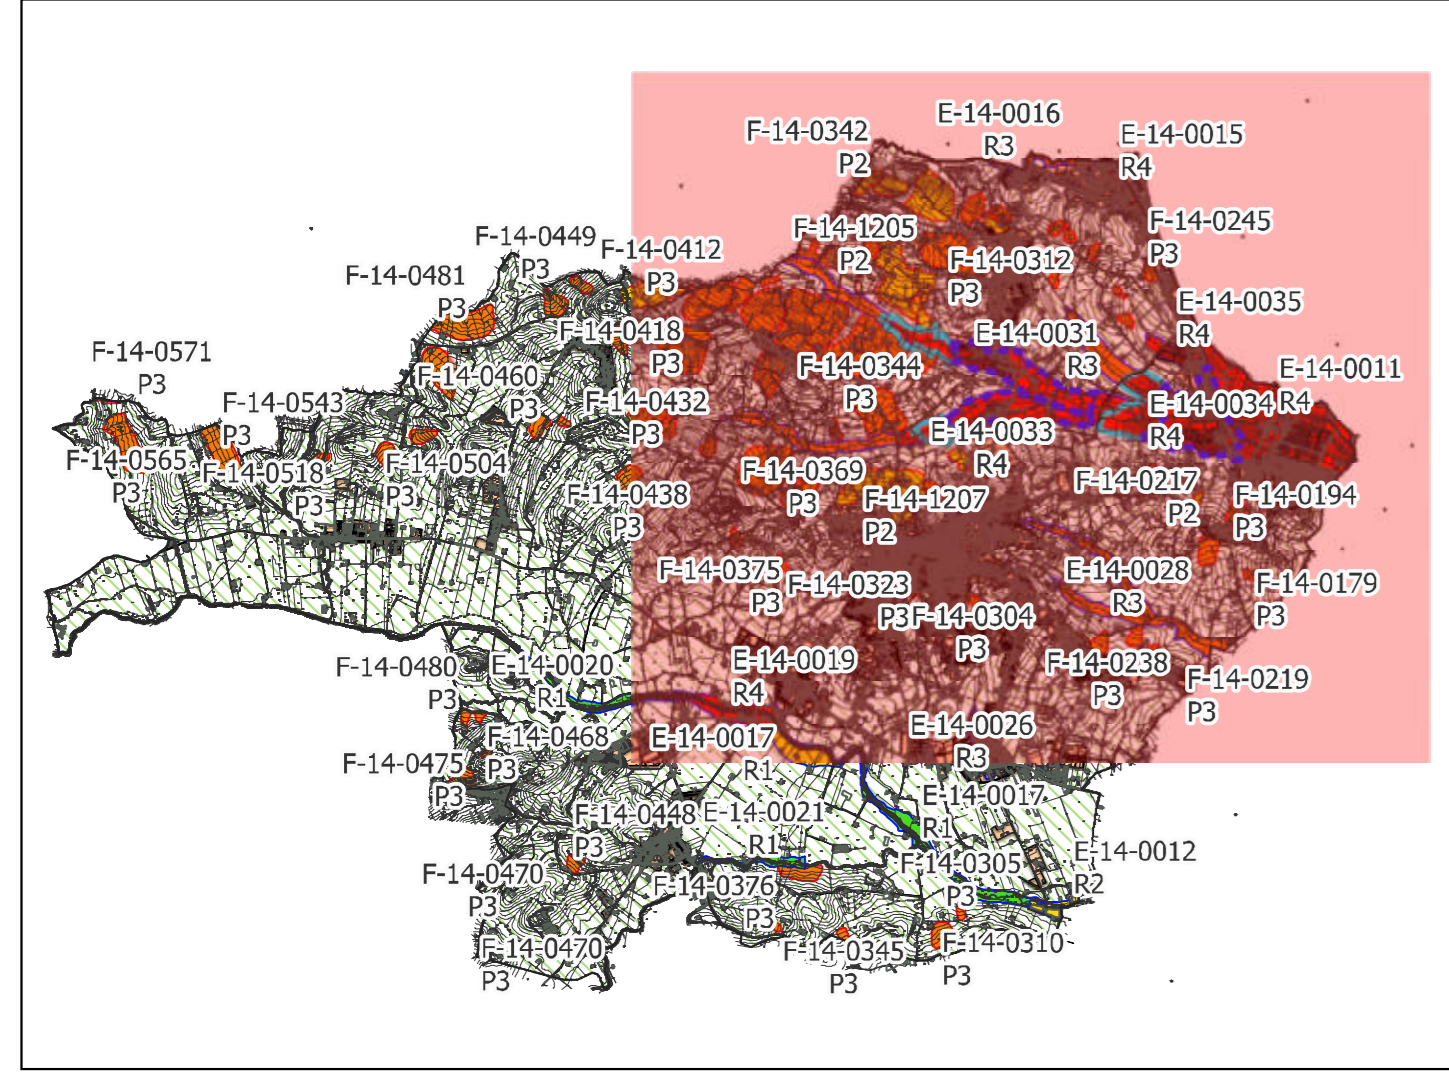 E-14-0016
R3
F-14-0342
P2
E-14-0015
R4
F-14-0245
P3
F-14-1205
P2
F-14-0449
P3
F-14-0412
P3
F-14-0312
P3
F-14-0481
P3
E-14-0035
R4
F-14-0418
P3
E-14-0031
R3
F-14-0571
P3
F-14-0344
P3
E-14-0011
R4
F-14-0460
P3
F-14-0543
P3
F-14-0432
P3
E-14-0034
R4
E-14-0033
R4
F-14-0565
P3
F-14-0518
P3
F-14-0504
P3
F-14-0369
P3
F-14-0217
P2
F-14-0438
P3
F-14-1207
P2
F-14-0194
P3
F-14-0375
P3
F-14-0323
P3
E-14-0028
R3
F-14-0179
P3
F-14-0304
P3
F-14-0480
P3
E-14-0020
R1
E-14-0019
R4
F-14-0238
P3
F-14-0219
P3
E-14-0026
R3
F-14-0468
P3
E-14-0017
R1
F-14-0475
P3
E-14-0017
R1
F-14-0448
P3
E-14-0021
R1
E-14-0012
R2
F-14-0305
P3
F-14-0470
P3
F-14-0376
P3
F-14-0470
P3
F-14-0345
P3
F-14-0310
P3